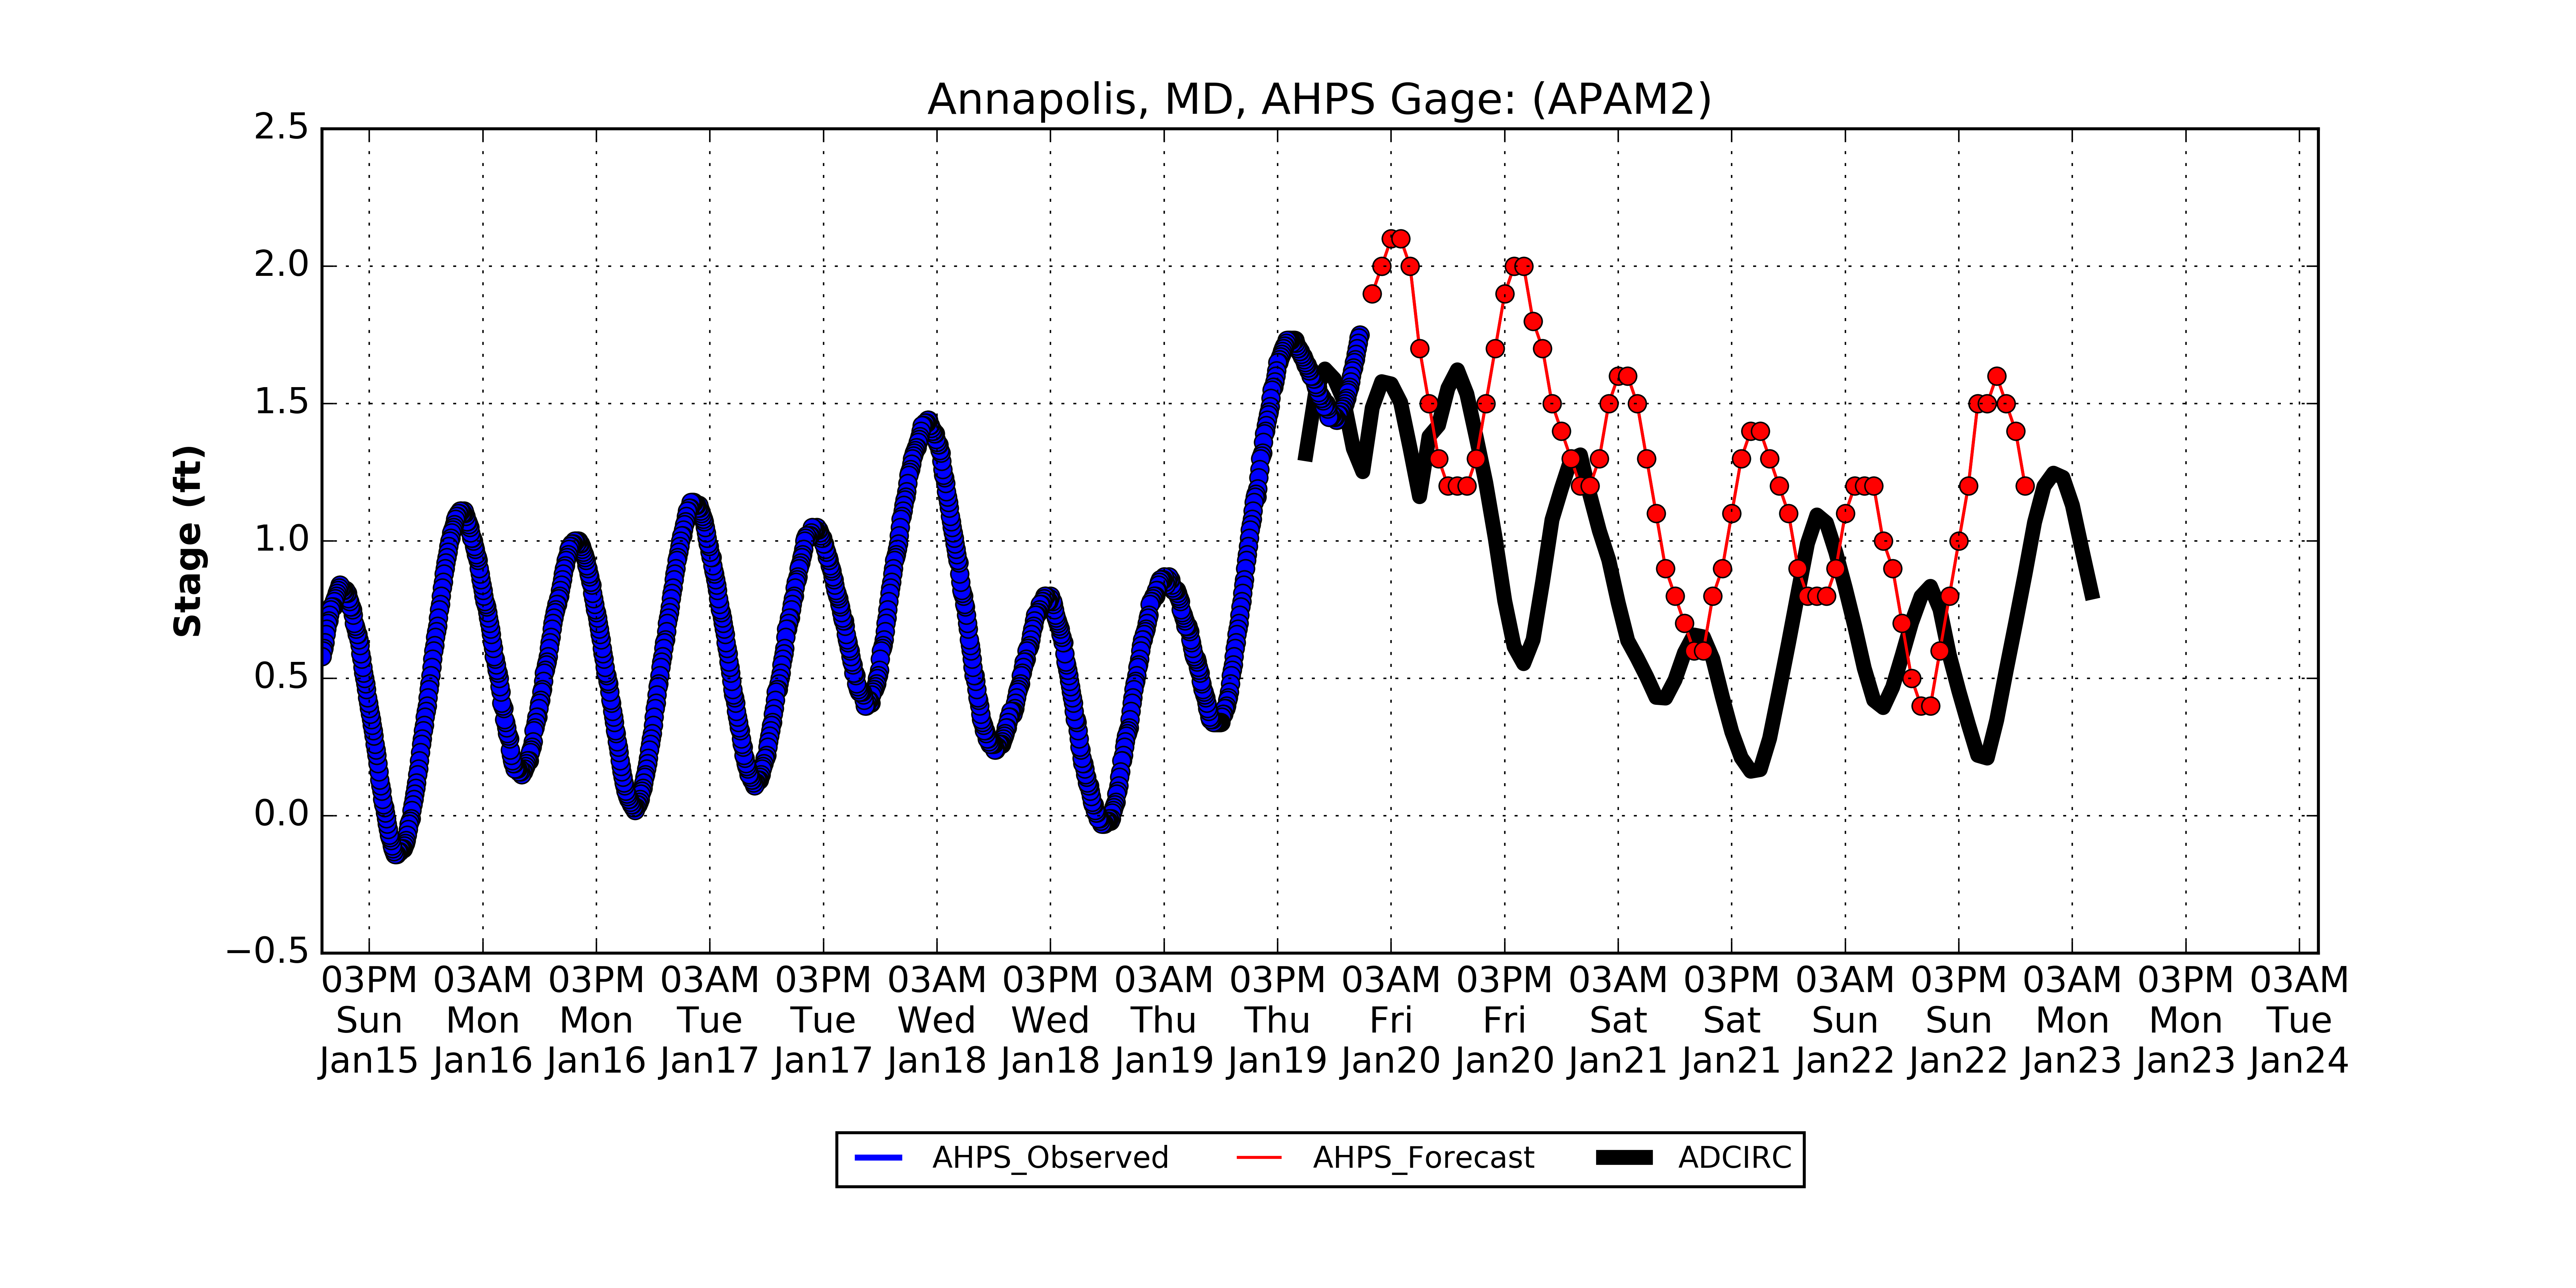 Annapolis, MD, AHPS Gage: (APAM2)
Stage (ft)
2.5
2.0
1.5
1.0
0.5
0.0
−0.5
03PM 03AM 03PM 03AM 03PM 03AM 03PM 03AM 03PM 03AM 03PM 03AM 03PM 03AM 03PM 03AM 03PM 03AM
Sun Mon Mon Tue Tue Wed Wed Thu Thu Fri Fri Sat Sat Sun Sun Mon Mon Tue
Jan15 Jan16 Jan16 Jan17 Jan17 Jan18 Jan18 Jan19 Jan19 Jan20 Jan20 Jan21 Jan21 Jan22 Jan22 Jan23 Jan23 Jan24
AHPS_Observed AHPS_Forecast ADCIRC